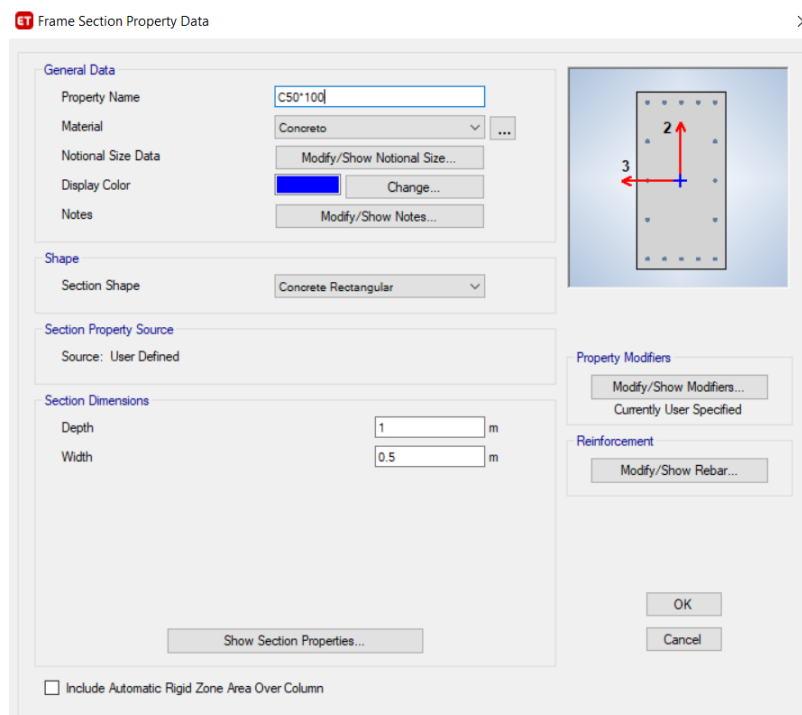 ET Frame Section Property Data
General Data
Property Name C50*100
Material Concreto ...
Notional Size Data Modify/Show Notional Size...
Display Color Change...
Notes Modify/Show Notes...
2
3
Shape
Section Shape Concrete Rectangular
Section Property Source
Source: User Defined
Property Modifiers
Modify/Show Modifiers...
Currently User Specified
Section Dimensions
Depth 1 m
Width 0.5 m
Reinforcement
Modify/Show Rebar...
Show Section Properties...
OK
Cancel
Include Automatic Rigid Zone Area Over Column